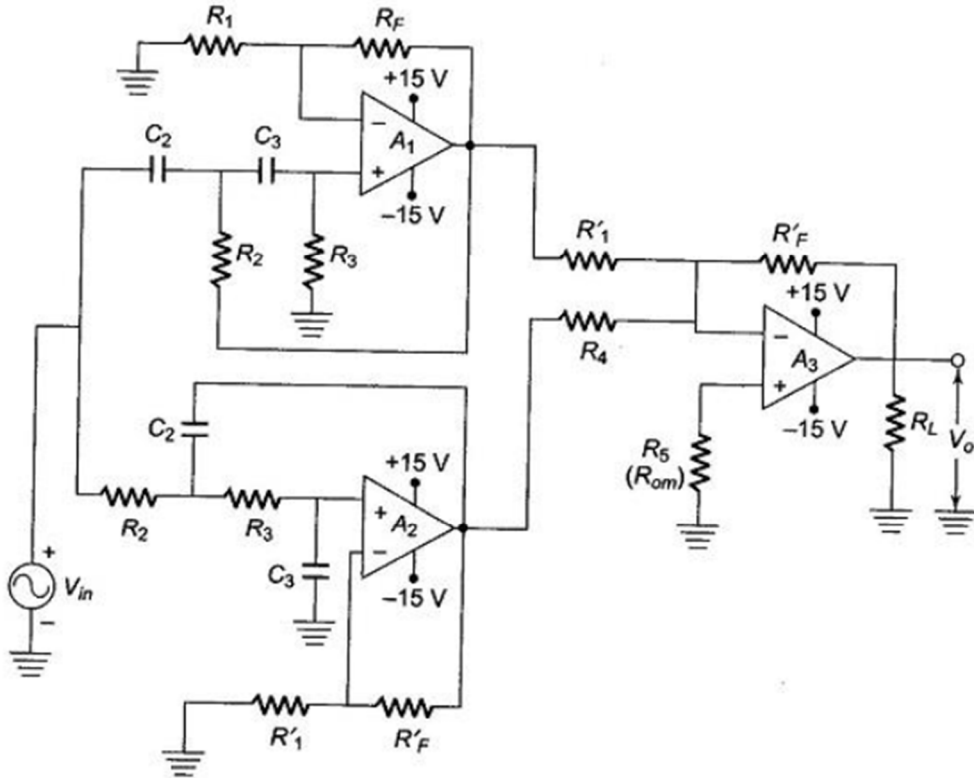 R1
RF
+15 V
C2
C3
−
A1
+
−15 V
R2
R3
R'1
R'F
+15 V
R4
−
A3
+
−15 V
RL
Vo
R5
(Rom)
C2
+15 V
R2
R3
+
A2
−
C3
−15 V
+
Vin
−
R'1
R'F